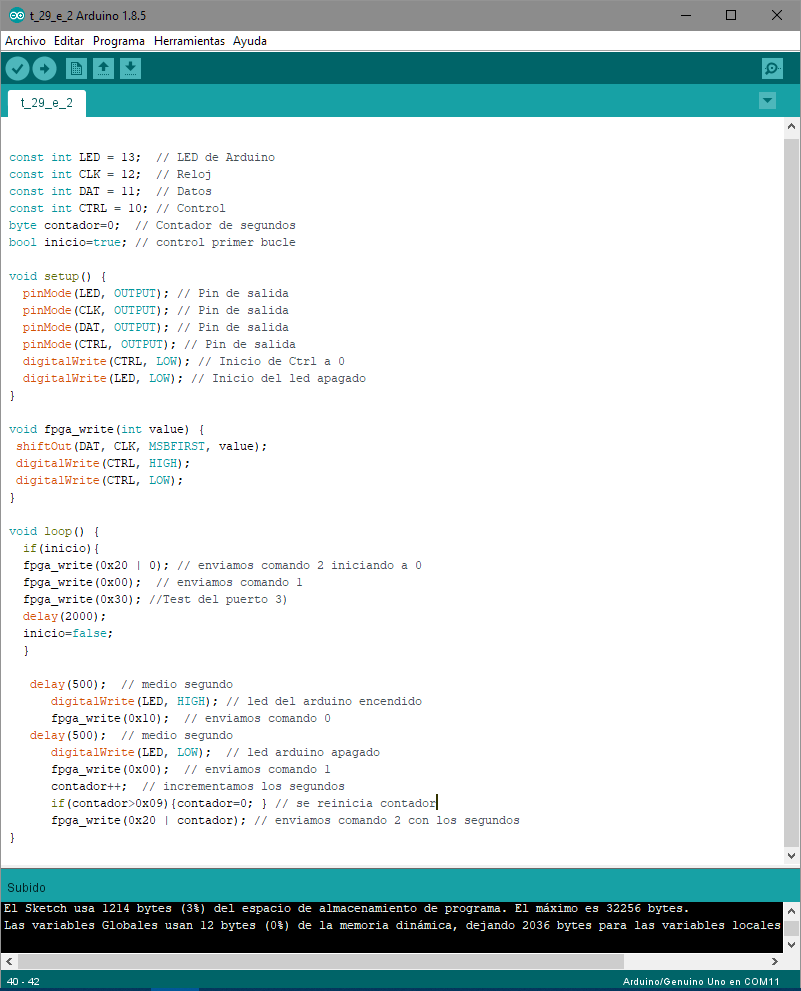 t_29_e_2 Arduino 1.8.5
Archivo Editar Programa Herramientas Ayuda
t_29_e_2
const int LED = 13;  // LED de Arduino
const int CLK = 12;  // Reloj
const int DAT = 11;  // Datos
const int CTRL = 10; // Control
byte contador=0;  // Contador de segundos
bool inicio=true; // control primer bucle
void setup() {
  pinMode(LED, OUTPUT); // Pin de salida
  pinMode(CLK, OUTPUT); // Pin de salida
  pinMode(DAT, OUTPUT); // Pin de salida
  pinMode(CTRL, OUTPUT); // Pin de salida
  digitalWrite(CTRL, LOW); // Inicio de Ctrl a 0
  digitalWrite(LED, LOW); // Inicio del led apagado
}
void fpga_write(int value) {
 shiftOut(DAT, CLK, MSBFIRST, value);
 digitalWrite(CTRL, HIGH);
 digitalWrite(CTRL, LOW);
}
void loop() {
  if(inicio){
  fpga_write(0x20 | 0); // enviamos comando 2 iniciando a 0
  fpga_write(0x00);  // enviamos comando 1
  fpga_write(0x30); //Test del puerto 3)
  delay(2000);
  inicio=false;
  }
   delay(500);  // medio segundo
      digitalWrite(LED, HIGH); // led del arduino encendido
      fpga_write(0x10);  // enviamos comando 0
   delay(500);  // medio segundo
      digitalWrite(LED, LOW);  // led arduino apagado
      fpga_write(0x00);  // enviamos comando 1
      contador++;  // incrementamos los segundos
      if(contador>0x09){contador=0; } // se reinicia contador
      fpga_write(0x20 | contador); // enviamos comando 2 con los segundos
}
Subido
El Sketch usa 1214 bytes (3%) del espacio de almacenamiento de programa. El máximo es 32256 bytes.
Las variables Globales usan 12 bytes (0%) de la memoria dinámica, dejando 2036 bytes para las variables locales
40 - 42
Arduino/Genuino Uno en COM11